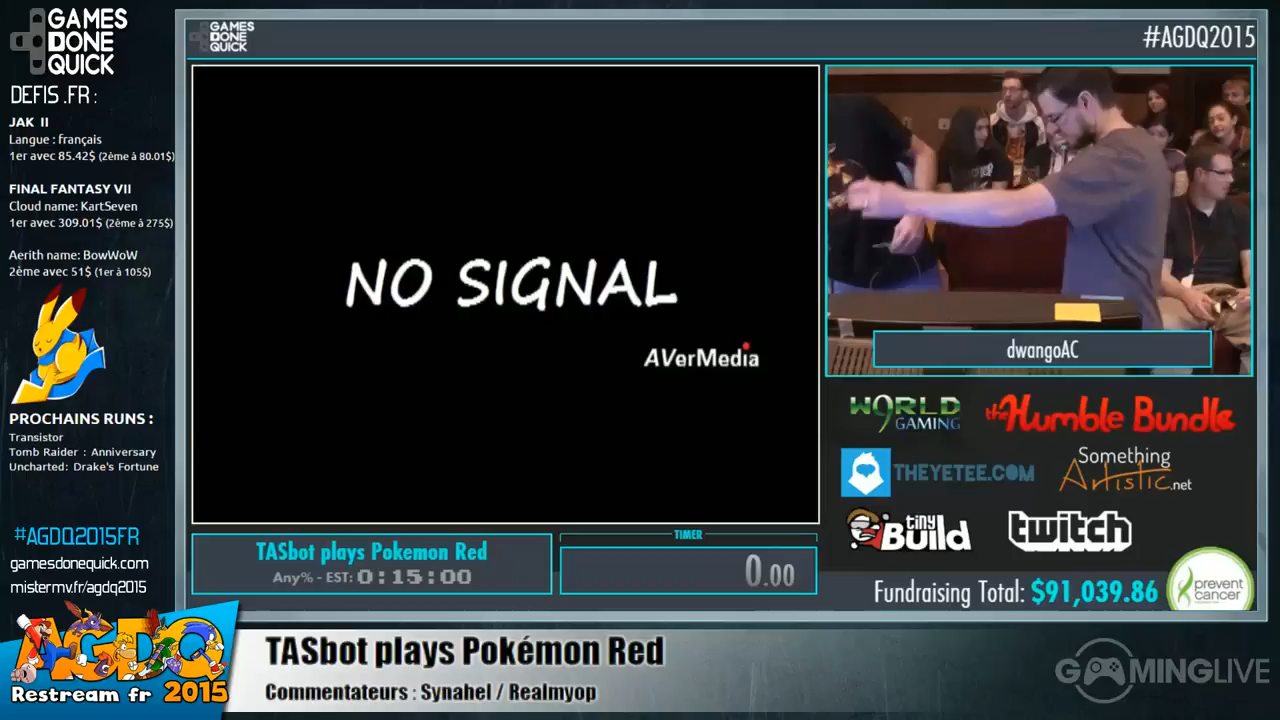 GAMES
DONE
QUICK
DEFIS .FR :
JAK II
Langue : français
1er avec 85.42$ (2ème à 80.01$)
FINAL FANTASY VII
Cloud name: KartSeven
1er avec 309.01$ (2ème à 275$)
Aerith name: BowWoW
2ème avec 51$ (1er à 105$)
PROCHAINS RUNS :
Transistor
Tomb Raider : Anniversary
Uncharted: Drake's Fortune
#AGDQ2015FR
gamesdonequick.com
mistermv.fr/agdq2015
AGDQ
Restream fr 2015
GAMES
DONE
QUICK
#AGDQ2015
NO SIGNAL
AVerMedia
dwangoAC
W9RLD
GAMING
the Humble Bundle
THEYETEE.COM
Something
Artistic.net
tiny
Build
twitch
TASbot plays Pokemon Red
Any% - EST: 0:15:00
TIMER
0.00
Fundraising Total: $91,039.86
prevent
cancer
TASbot plays Pokémon Red
Commentateurs : Synahel / Realmyop
GAMINGLIVE